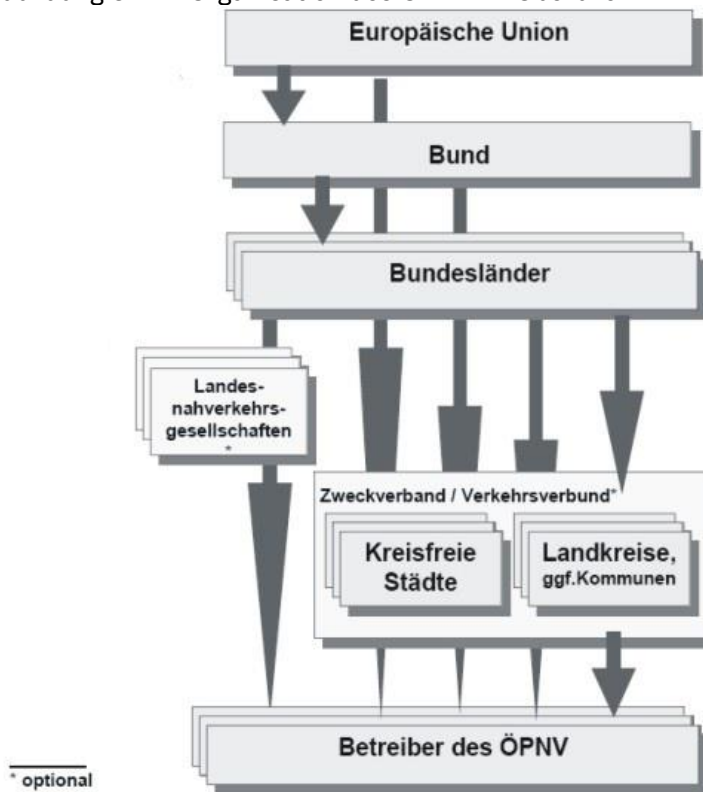 Europäische Union
Bund
Bundesländer
Landes-
nahverkehrs-
gesellschaften
*
Zweckverband / Verkehrsverbund*
Kreisfreie
Städte
Landkreise,
ggf.Kommunen
Betreiber des ÖPNV
* optional